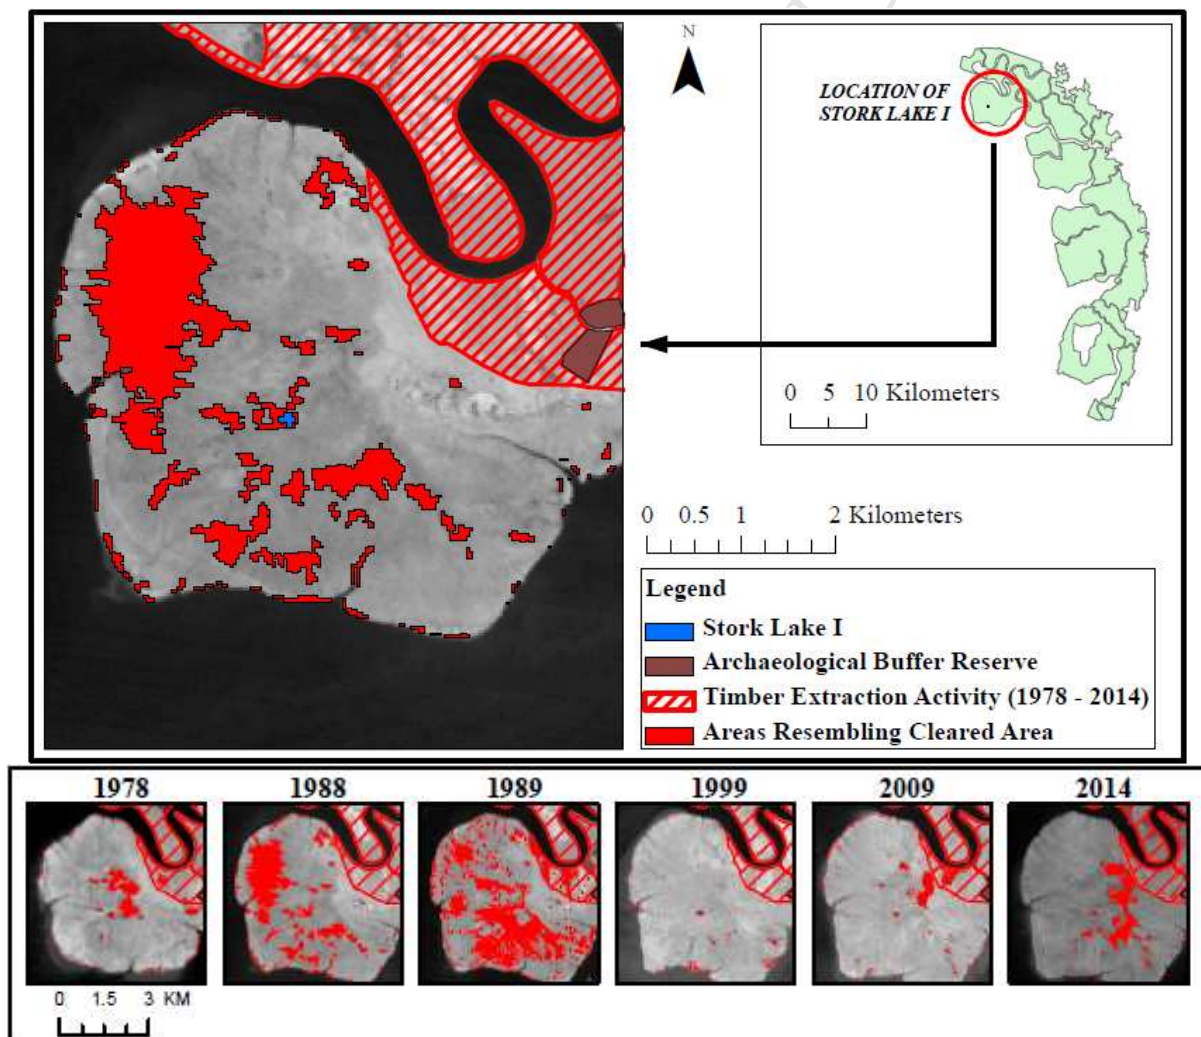 N
LOCATION OF
STORK LAKE I
0 5 10 Kilometers
0 0.5 1 2 Kilometers
Legend
Stork Lake I
Archaeological Buffer Reserve
Timber Extraction Activity (1978 - 2014)
Areas Resembling Cleared Area
1978 1988 1989 1999 2009 2014
0 1.5 3 KM